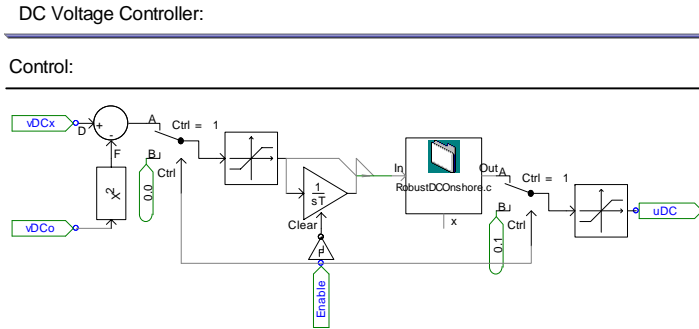 DC Voltage Controller:
Control:
vDCx
D
+
-
F
A
B
Ctrl = 1
Ctrl
0.0
X²
vDCo
1
sT
Clear
Enable
In
Out
RobustDCOnshore.c
x
A
B
Ctrl = 1
Ctrl
0.1
uDC